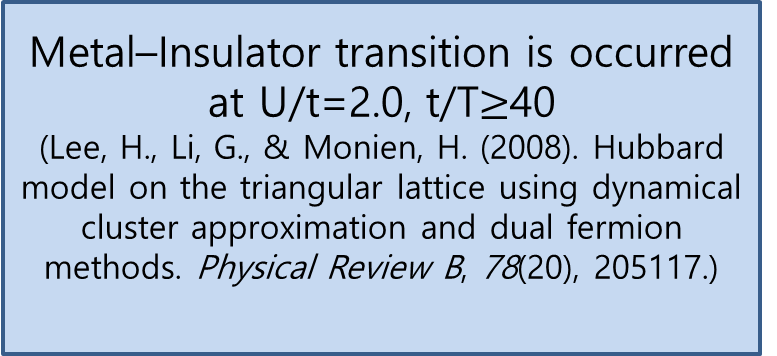 Metal–Insulator transition is occurred
at U/t=2.0, t/T≥40
(Lee, H., Li, G., & Monien, H. (2008). Hubbard
model on the triangular lattice using dynamical
cluster approximation and dual fermion
methods. Physical Review B, 78(20), 205117.)